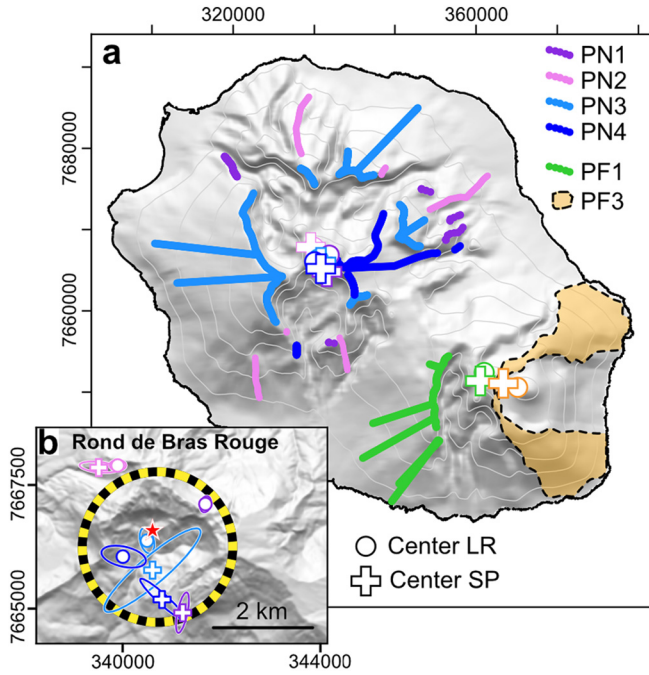 320000
360000
a
PN1
PN2
PN3
PN4
PF1
PF3
7680000
7660000
b
Rond de Bras Rouge
7667500
7665000
2 km
340000
344000
Center LR
Center SP